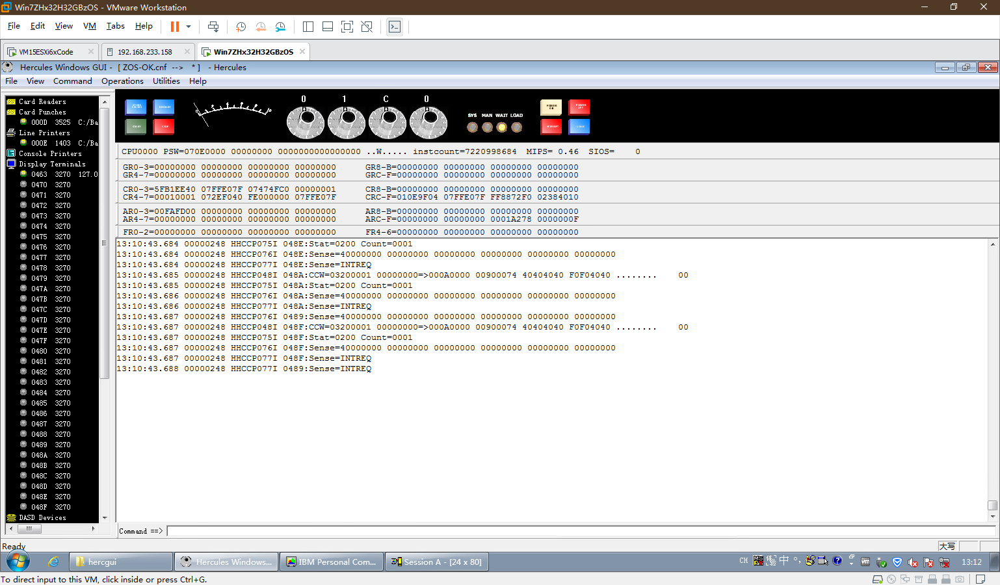 Win7ZHx32H32GBzOS - VMware Workstation
File Edit View VM Tabs Help
VM15ESXi6xCode
192.168.233.158
Win7ZHx32H32GBzOS
Hercules Windows GUI - [ ZOS-OK.cnf --> * ] - Hercules
File View Command Operations Utilities Help
Card Readers
Card Punches
000D 3525 C:/Ba
Line Printers
000E 1403 C:/Ba
Console Printers
Display Terminals
0463 3270 127.0
0470 3270
0471 3270
0472 3270
0473 3270
0474 3270
0475 3270
0476 3270
0477 3270
0478 3270
0479 3270
047A 3270
047B 3270
047C 3270
047D 3270
047E 3270
047F 3270
0480 3270
0481 3270
0482 3270
0483 3270
0484 3270
0485 3270
0486 3270
0487 3270
0488 3270
0489 3270
048A 3270
048B 3270
048C 3270
048D 3270
048E 3270
048F 3270
DASD Devices
0 1 C 0
SYS MAN WAIT LOAD
POWER ON
POWER OFF
CPU0000 PSW=070E0000 00000000 0000000000000000 ..W..... instcount=7220998684 MIPS= 0.46 SIOS= 0
GR0-3=00000000 00000000 00000000 00000000 GR8-B=00000000 00000000 00000000 00000000
GR4-7=00000000 00000000 00000000 00000000 GRC-F=00000000 00000000 00000000 00000000
CR0-3=5FB1EE40 07FFE07F 07474FC0 00000001 CR8-B=00000000 00000000 00000000 00000000
CR4-7=00010001 072EF040 FE000000 07FFE07F CRC-F=010E9F04 07FFE07F FF8872F0 02384010
AR0-3=00FAFD00 00000000 00000000 00000000 AR8-B=00000000 00000000 00000000 00000000
AR4-7=00000000 00000000 00000000 00000000 ARC-F=00000000 00000000 0001A278 0000000F
FR0-2=00000000 00000000 00000000 00000000 FR4-6=00000000 00000000 00000000 00000000
13:10:43.684 00000248 HHCCP075I 048E:Stat=0200 Count=0001
13:10:43.684 00000248 HHCCP076I 048E:Sense=40000000 00000000 00000000 00000000 00000000 00000000
13:10:43.684 00000248 HHCCP077I 048E:Sense=INTREQ
13:10:43.685 00000248 HHCCP048I 048A:CCW=03200001 00000000=>000A0000 00900074 40404040 F0F04040 ........ 00
13:10:43.685 00000248 HHCCP075I 048A:Stat=0200 Count=0001
13:10:43.686 00000248 HHCCP076I 048A:Sense=40000000 00000000 00000000 00000000 00000000 00000000
13:10:43.686 00000248 HHCCP077I 048A:Sense=INTREQ
13:10:43.687 00000248 HHCCP076I 0489:Sense=40000000 00000000 00000000 00000000 00000000 00000000
13:10:43.687 00000248 HHCCP048I 048F:CCW=03200001 00000000=>000A0000 00900074 40404040 F0F04040 ........ 00
13:10:43.687 00000248 HHCCP075I 048F:Stat=0200 Count=0001
13:10:43.687 00000248 HHCCP076I 048F:Sense=40000000 00000000 00000000 00000000 00000000 00000000
13:10:43.687 00000248 HHCCP077I 048F:Sense=INTREQ
13:10:43.688 00000248 HHCCP077I 0489:Sense=INTREQ
Command ==>
Ready
大写
hercgui
Hercules Windows...
IBM Personal Com...
Session A - [24 x 80]
CH
中
13:12
To direct input to this VM, click inside or press Ctrl+G.